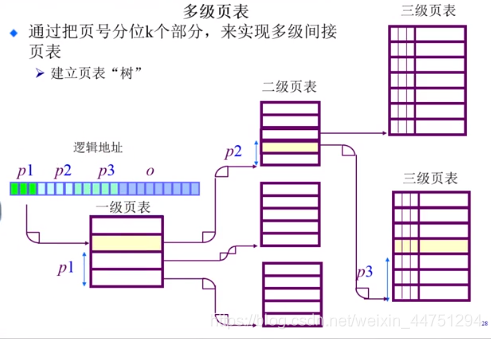 多级页表
通过把页号分位k个部分，来实现多级间接
页表
建立页表“树”
逻辑地址
p1 p2 p3 o
一级页表
p1
二级页表
p2
三级页表
三级页表
p3
https://blog.csdn.net/weixin_44751294
28